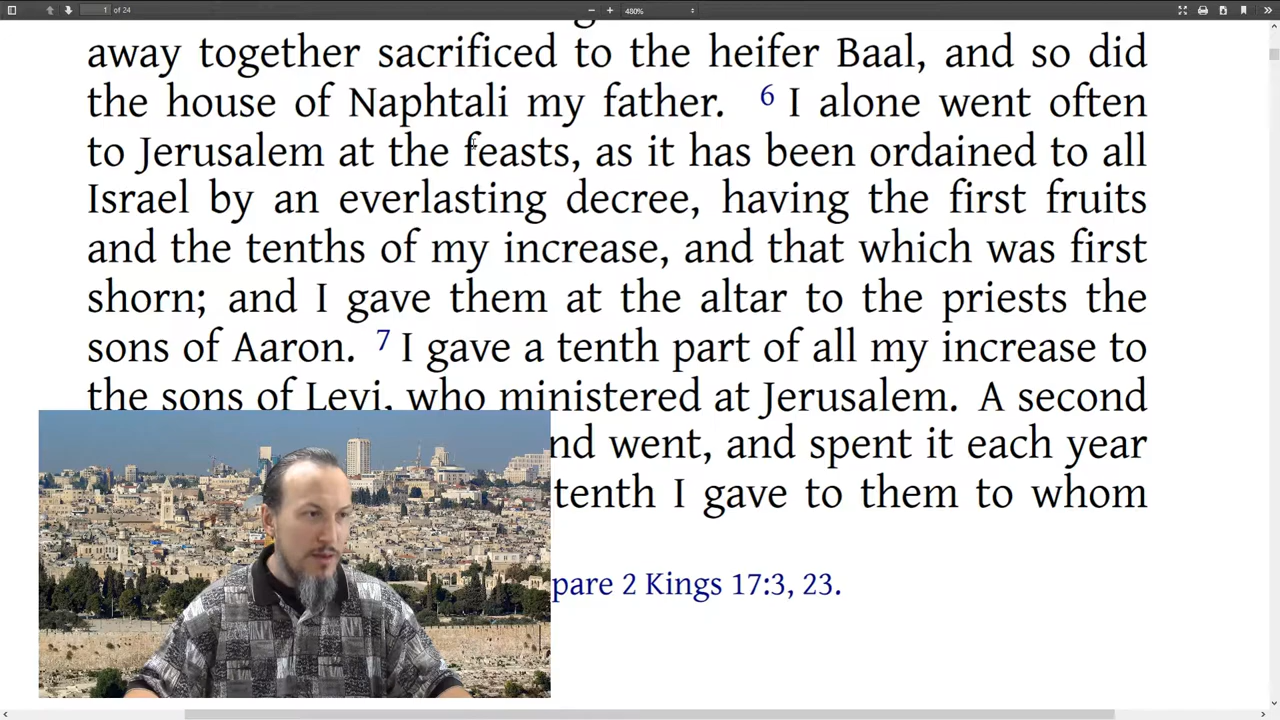 1 of 24
480%
away together sacrificed to the heifer Baal, and so did
the house of Naphtali my father. 6 I alone went often
to Jerusalem at the feasts, as it has been ordained to all
Israel by an everlasting decree, having the first fruits
and the tenths of my increase, and that which was first
shorn; and I gave them at the altar to the priests the
sons of Aaron. 7 I gave a tenth part of all my increase to
the sons of Levi, who ministered at Jerusalem. A second
nd went, and spent it each year
tenth I gave to them to whom
pare 2 Kings 17:3, 23.